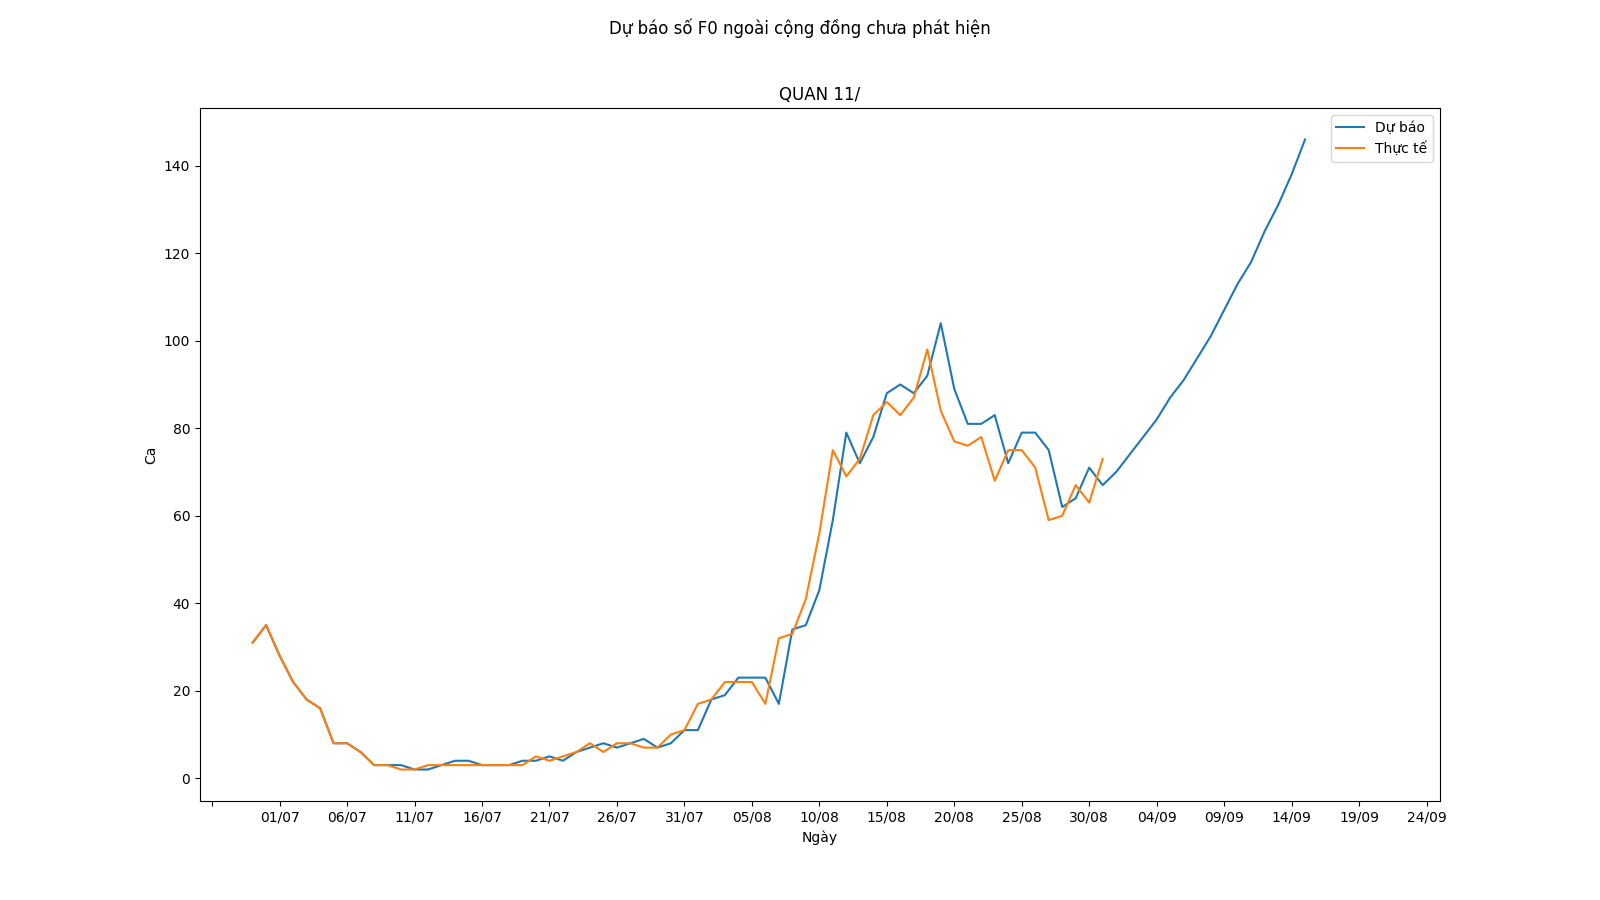 Dự báo số F0 ngoài cộng đồng chưa phát hiện
QUAN 11/
Dự báo
Thực tế
Ca
140
120
100
80
60
40
20
0
01/07 06/07 11/07 16/07 21/07 26/07 31/07 05/08 10/08 15/08 20/08 25/08 30/08 04/09 09/09 14/09 19/09 24/09
Ngày